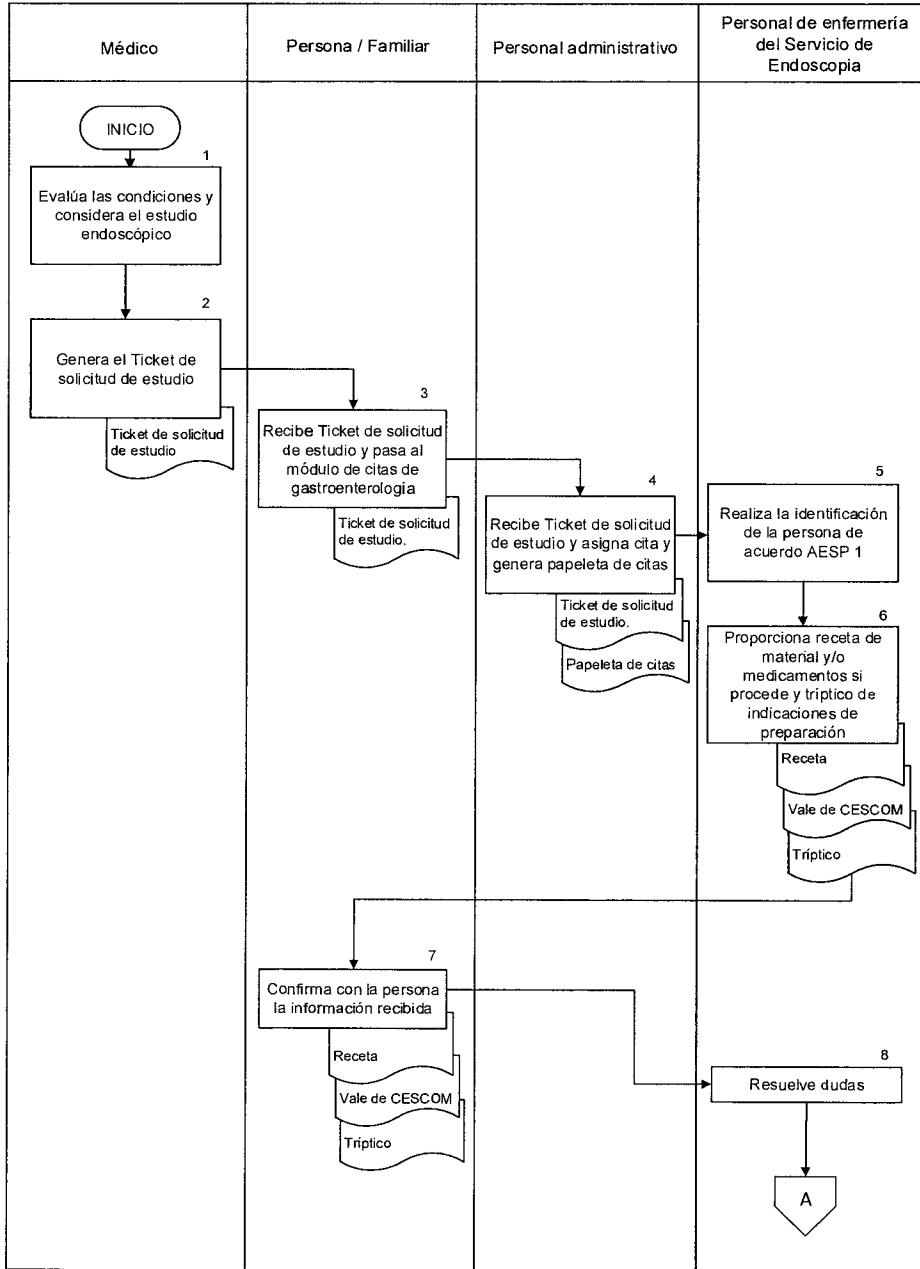 Médico
Persona / Familiar
Personal administrativo
Personal de enfermería
del Servicio de
Endoscopia
INICIO
1
Evalúa las condiciones y
considera el estudio
endoscópico
2
Genera el Ticket de
solicitud de estudio
Ticket de solicitud
de estudio
3
Recibe Ticket de solicitud
de estudio y pasa al
módulo de citas de
gastroenterología
Ticket de solicitud
de estudio.
4
Recibe Ticket de solicitud
de estudio y asigna cita y
genera papeleta de citas
Ticket de solicitud
de estudio.
Papeleta de citas
5
Realiza la identificación
de la persona de
acuerdo AESP 1
6
Proporciona receta de
material y/o
medicamentos si
procede y tríptico de
indicaciones de
preparación
Receta
Vale de CESCOM
Tríptico
7
Confirma con la persona
la información recibida
Receta
Vale de CESCOM
Tríptico
8
Resuelve dudas
A